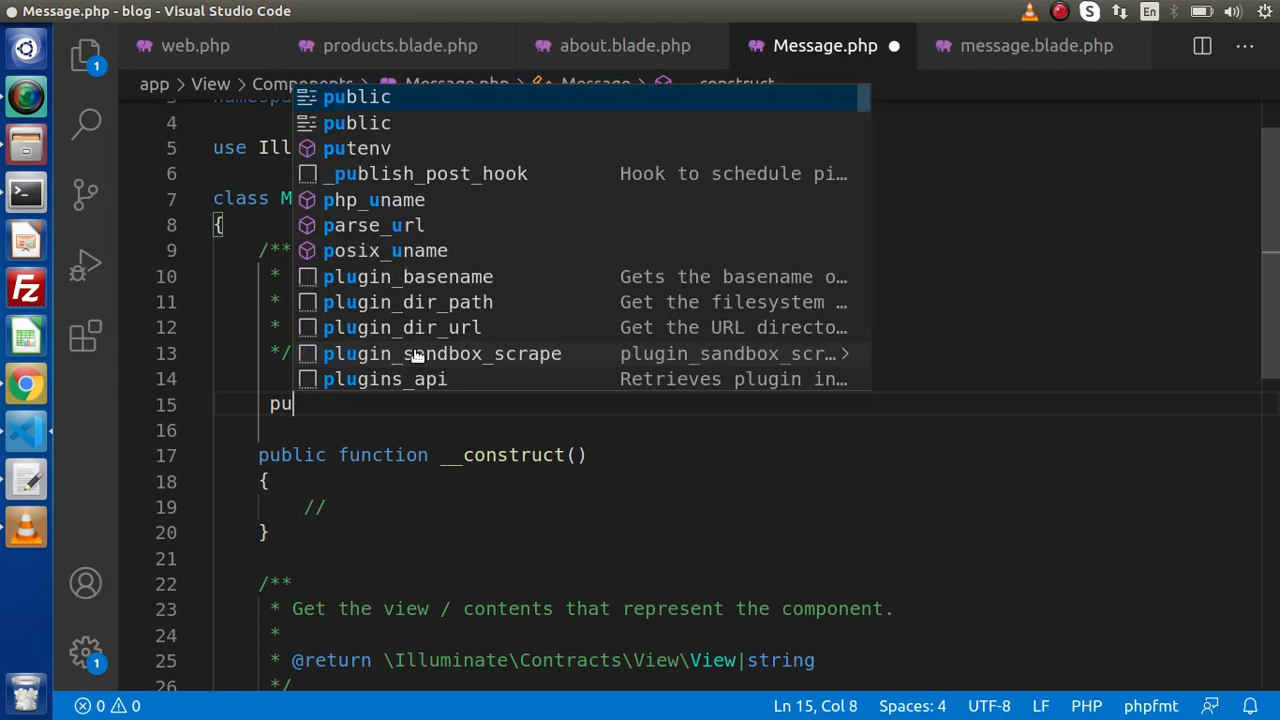 Message.php - blog - Visual Studio Code
En
web.php
products.blade.php
about.blade.php
Message.php
message.blade.php
app > View > Components > Message.php > Message > __construct
public
public
putenv
_publish_post_hook Hook to schedule pi…
php_uname
parse_url
posix_uname
plugin_basename Gets the basename o…
plugin_dir_path Get the filesystem …
plugin_dir_url Get the URL directo…
plugin_sandbox_scrape plugin_sandbox_scr…
plugins_api Retrieves plugin in…
4
5 use Ill
6
7 class M
8 {
9 /**
10 *
11 *
12 *
13 */
14
15 pu
16
17 public function __construct()
18 {
19 //
20 }
21
22 /**
23 * Get the view / contents that represent the component.
24 *
25 * @return \Illuminate\Contracts\View\View|string
26 */
1
1
0 0
Ln 15, Col 8
Spaces: 4
UTF-8
LF
PHP
phpfmt